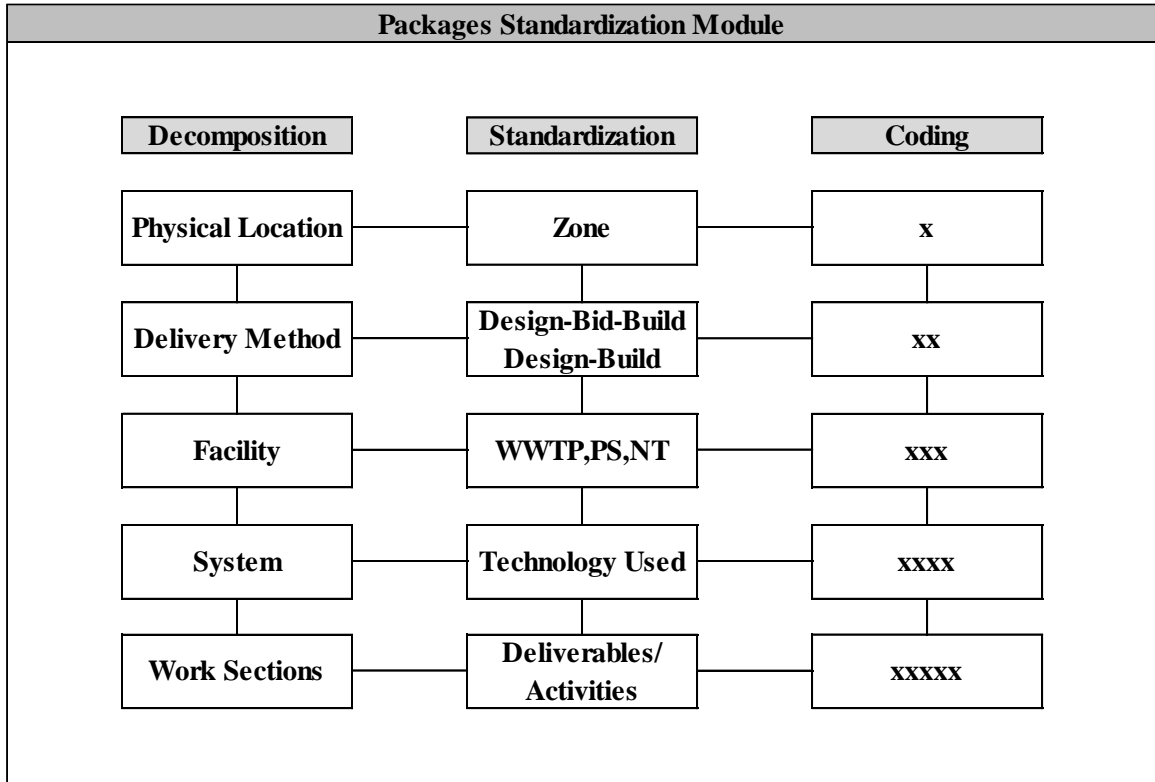 Packages Standardization Module
Decomposition
Standardization
Coding
Physical Location
Zone
x
Delivery Method
Design-Bid-Build
Design-Build
xx
Facility
WWTP,PS,NT
xxx
System
Technology Used
xxxx
Work Sections
Deliverables/
Activities
xxxxx